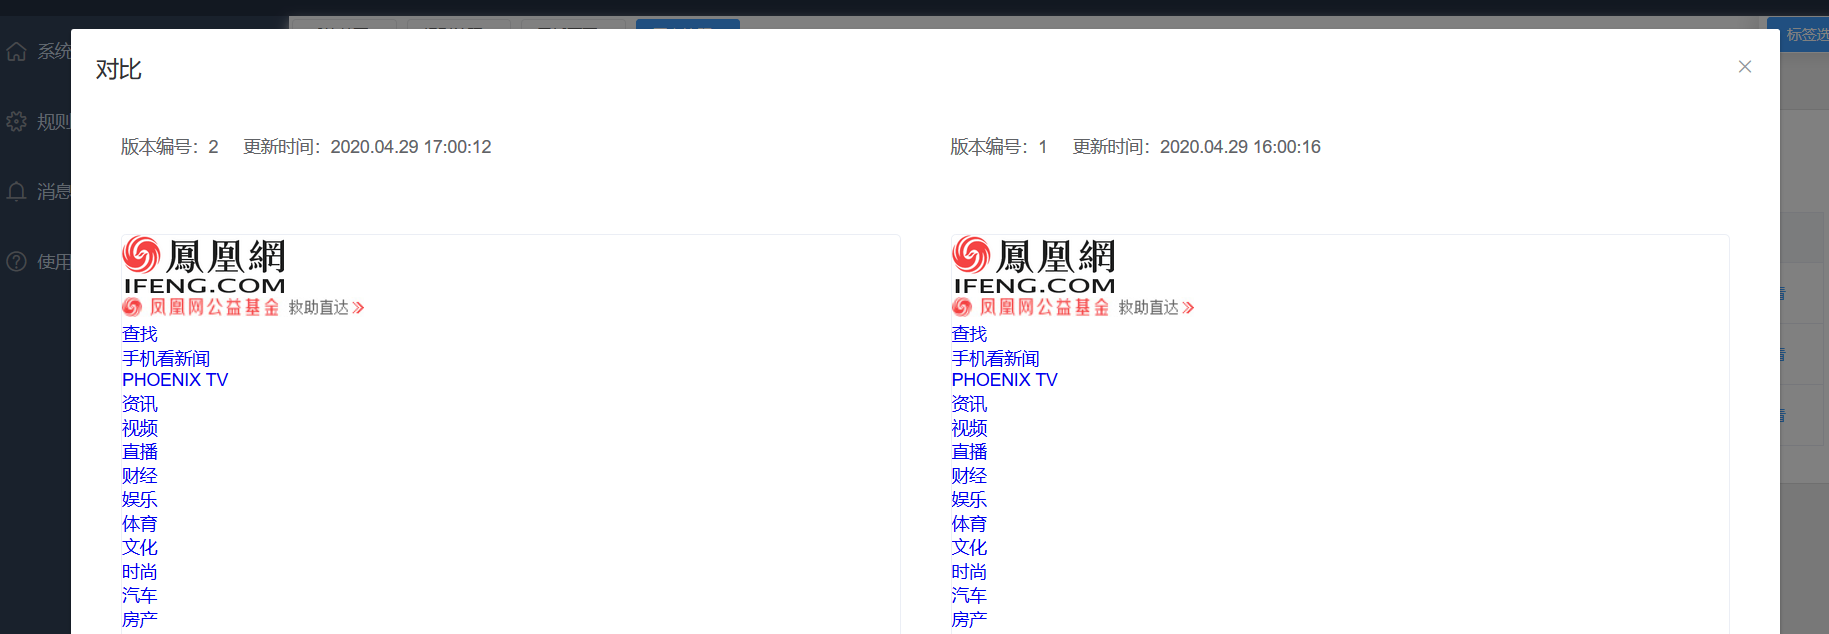 标签选
系统
规则
消息
使用
对比
版本编号：2 更新时间：2020.04.29 17:00:12
鳳凰網
IFENG.COM
凤凰网公益基金 救助直达
查找
手机看新闻
PHOENIX TV
资讯
视频
直播
财经
娱乐
体育
文化
时尚
汽车
房产
版本编号：1 更新时间：2020.04.29 16:00:16
鳳凰網
IFENG.COM
凤凰网公益基金 救助直达
查找
手机看新闻
PHOENIX TV
资讯
视频
直播
财经
娱乐
体育
文化
时尚
汽车
房产